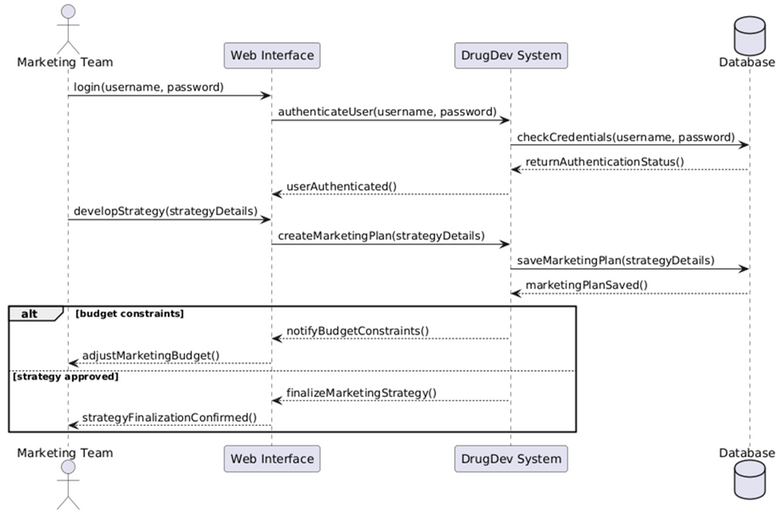 Marketing Team
Web Interface
DrugDev System
Database
login(username, password)
authenticateUser(username, password)
checkCredentials(username, password)
returnAuthenticationStatus()
userAuthenticated()
developStrategy(strategyDetails)
createMarketingPlan(strategyDetails)
saveMarketingPlan(strategyDetails)
marketingPlanSaved()
alt [budget constraints]
notifyBudgetConstraints()
adjustMarketingBudget()
[strategy approved]
finalizeMarketingStrategy()
strategyFinalizationConfirmed()
Marketing Team
Web Interface
DrugDev System
Database